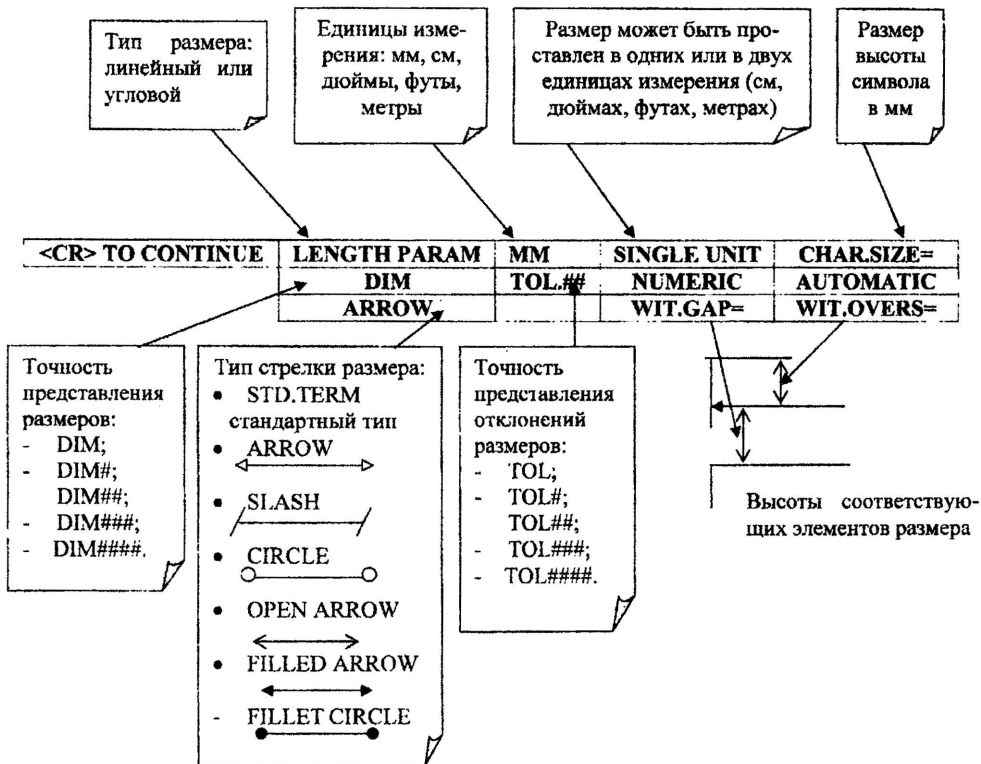 Тип размера:
линейный или
угловой
Единицы изме-
рения: мм, см,
дюймы, футы,
метры
Размер может быть про-
ставлен в одних или в двух
единицах измерения (см,
дюймах, футах, метрах)
Размер
высоты
символа
в мм
<CR> TO CONTINUE LENGTH PARAM MM SINGLE UNIT CHAR.SIZE=
DIM TOL.## NUMERIC AUTOMATIC
ARROW WIT.GAP= WIT.OVERS=
Точность
представления
размеров:
- DIM;
- DIM#;
DIM##;
- DIM###;
- DIM####.
Тип стрелки размера:
• STD.TERM
стандартный тип
• ARROW
• SLASH
• CIRCLE
• OPEN ARROW
• FILLED ARROW
- FILLET CIRCLE
Точность
представления
отклонений
размеров:
- TOL;
- TOL#;
TOL##;
- TOL###;
- TOL####.
Высоты соответствую-
щих элементов размера